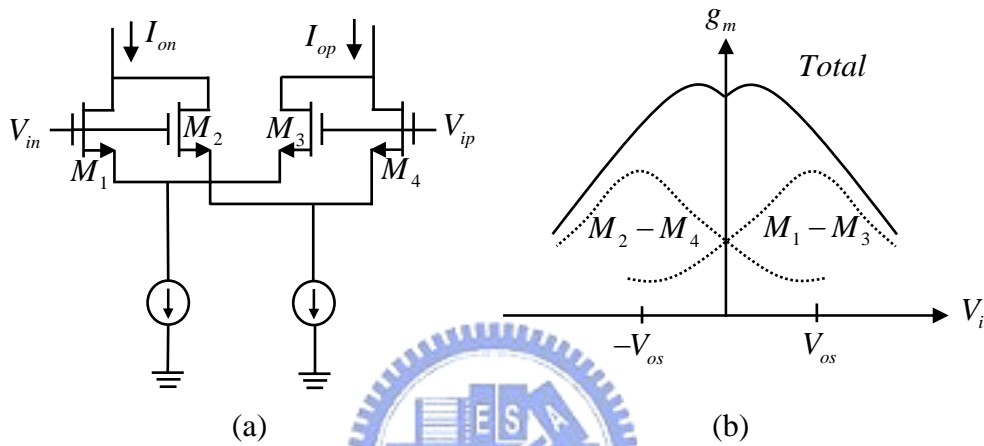 I_on
I_op
V_in
M_2
M_3
V_ip
M_1
M_4
(a)
g_m
Total
M_2 − M_4
M_1 − M_3
V_i
−V_os
V_os
(b)
E S A